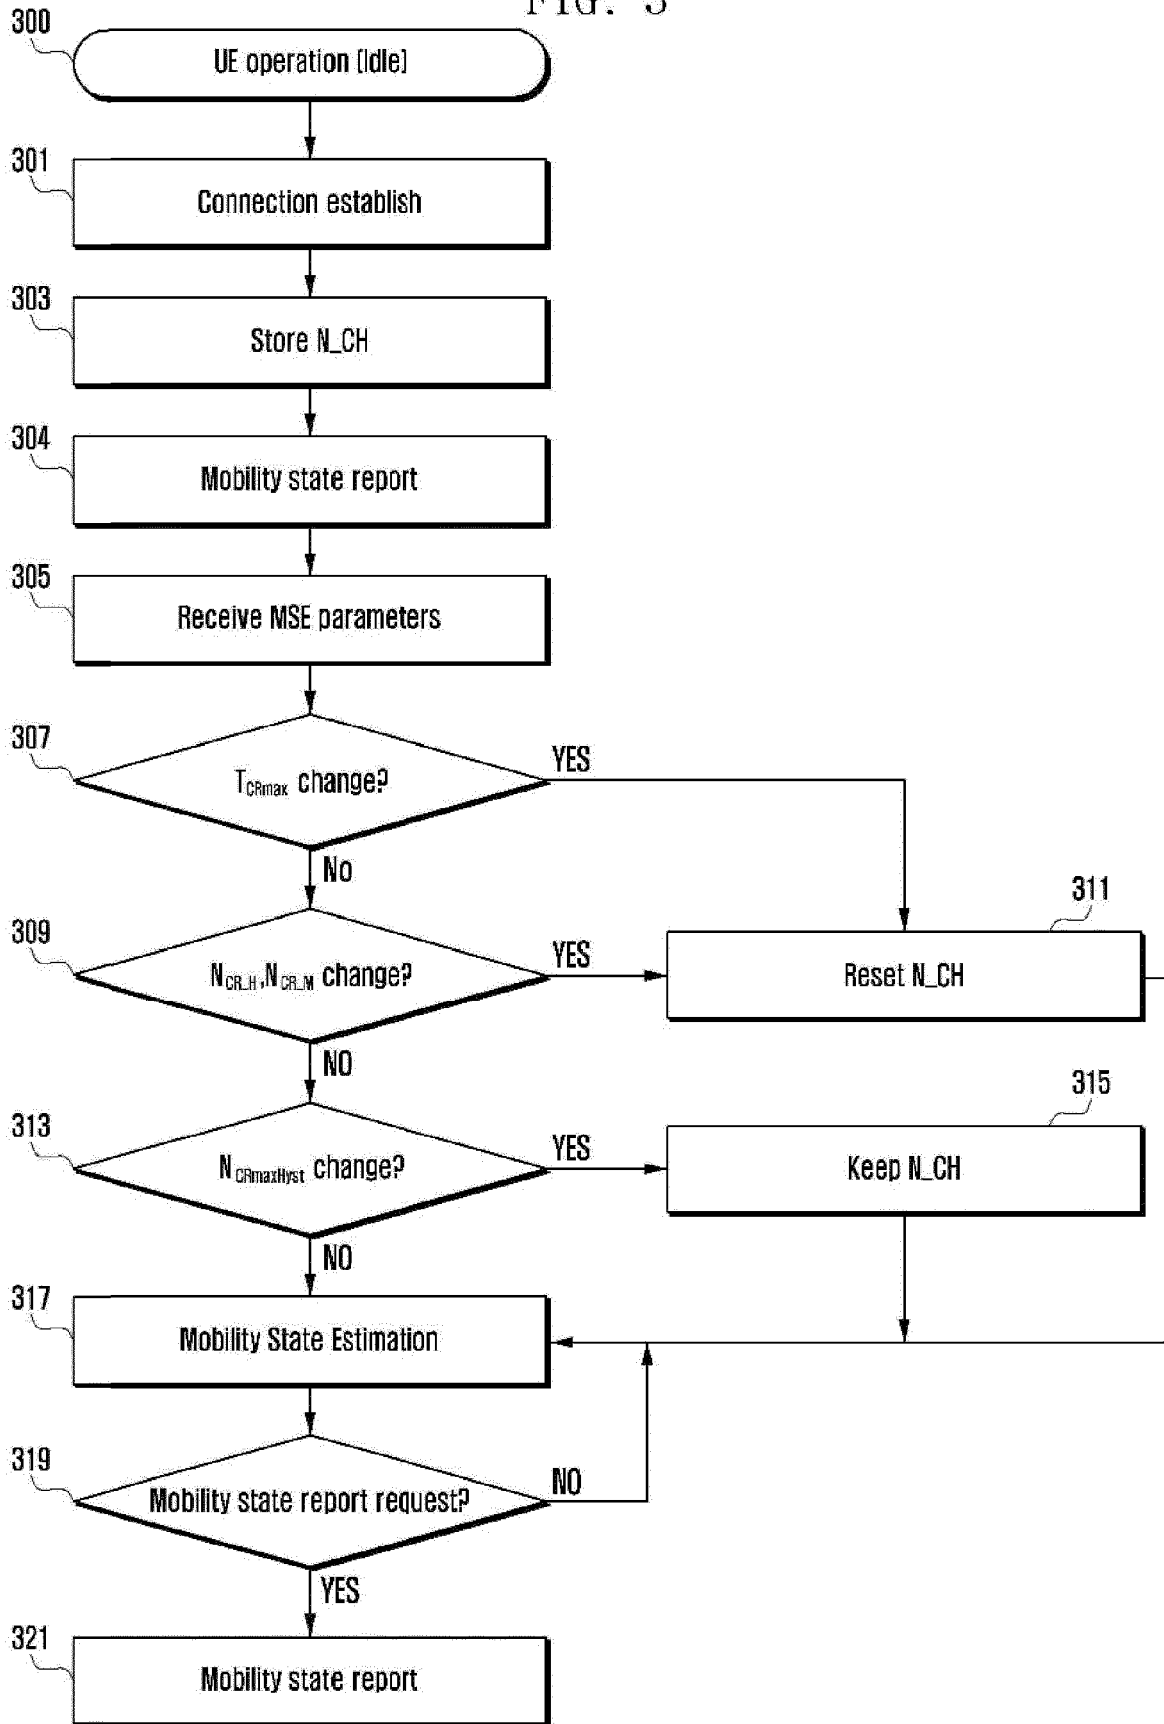 FIG. 3
300
UE operation (Idle)
301
Connection establish
303
Store N_CH
304
Mobility state report
305
Receive MSE parameters
307
TCRmax change?
YES
No
311
309
NCR_H,NCR_M change?
YES
Reset N_CH
NO
315
313
NCRmaxHyst change?
YES
Keep N_CH
NO
317
Mobility State Estimation
319
Mobility state report request?
NO
YES
321
Mobility state report